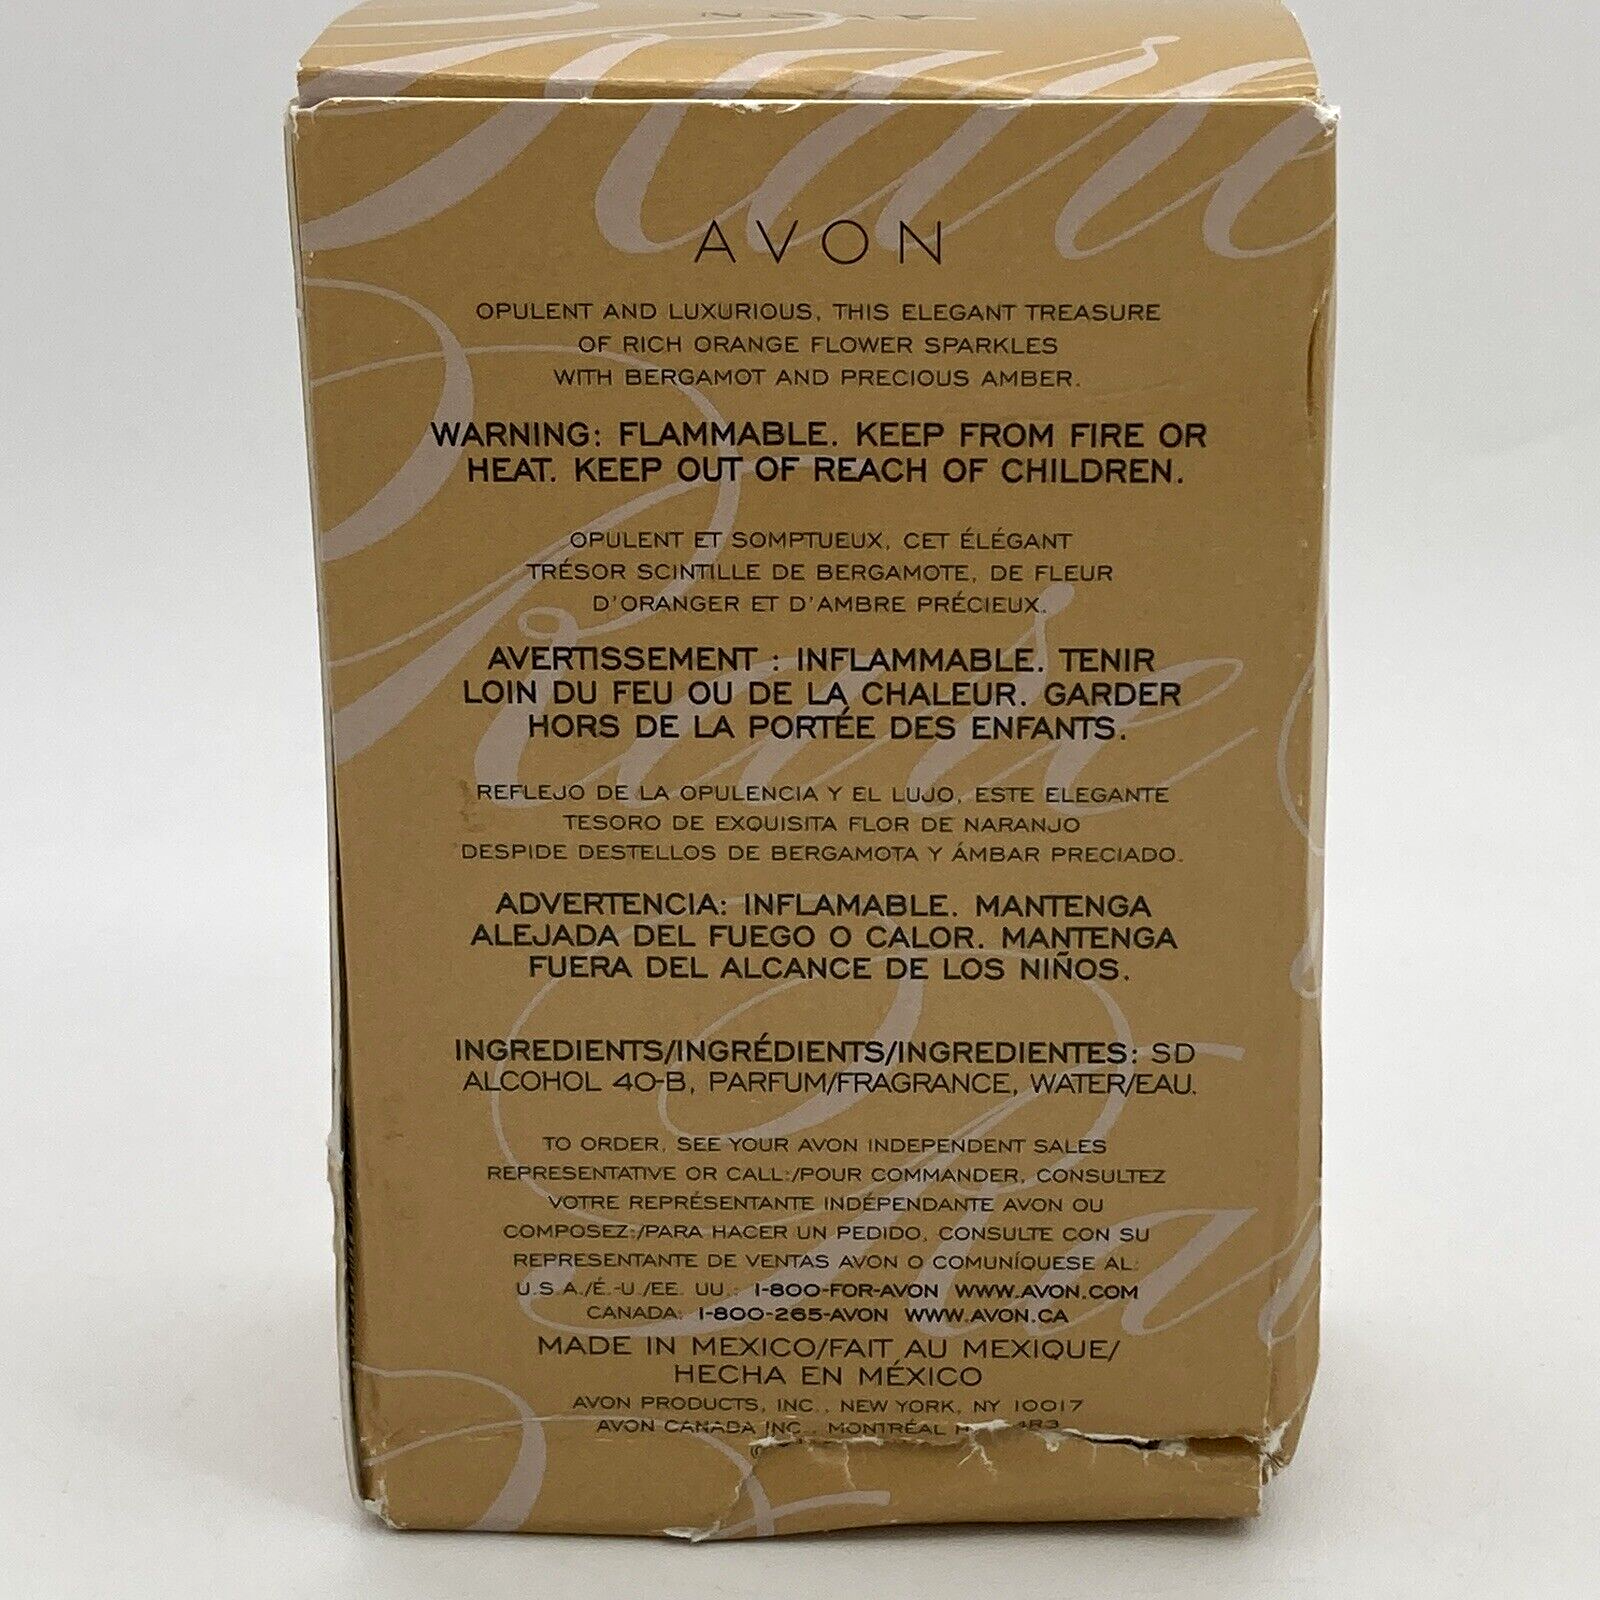 AVON
AVON
OPULENT AND LUXURIOUS, THIS ELEGANT TREASURE
OF RICH ORANGE FLOWER SPARKLES
WITH BERGAMOT AND PRECIOUS AMBER.
WARNING: FLAMMABLE. KEEP FROM FIRE OR
HEAT. KEEP OUT OF REACH OF CHILDREN.
OPULENT ET SOMPTUEUX, CET ÉLÉGANT
TRÉSOR SCINTILLE DE BERGAMOTE, DE FLEUR
D'ORANGER ET D'AMBRE PRÉCIEUX.
AVERTISSEMENT : INFLAMMABLE. TENIR
LOIN DU FEU OU DE LA CHALEUR. GARDER
HORS DE LA PORTÉE DES ENFANTS.
REFLEJO DE LA OPULENCIA Y EL LUJO, ESTE ELEGANTE
TESORO DE EXQUISITA FLOR DE NARANJO
DESPIDE DESTELLOS DE BERGAMOTA Y ÁMBAR PRECIADO.
ADVERTENCIA: INFLAMABLE. MANTENGA
ALEJADA DEL FUEGO O CALOR. MANTENGA
FUERA DEL ALCANCE DE LOS NIÑOS.
INGREDIENTS/INGRÉDIENTS/INGREDIENTES: SD
ALCOHOL 40-B, PARFUM/FRAGRANCE, WATER/EAU.
TO ORDER, SEE YOUR AVON INDEPENDENT SALES
REPRESENTATIVE OR CALL:/POUR COMMANDER, CONSULTEZ
VOTRE REPRÉSENTANTE INDÉPENDANTE AVON OU
COMPOSEZ:/PARA HACER UN PEDIDO, CONSULTE CON SU
REPRESENTANTE DE VENTAS AVON O COMUNÍQUESE AL:
U.S.A./É.-U./EE. UU.: 1-800-FOR-AVON WWW.AVON.COM
CANADA: 1-800-265-AVON WWW.AVON.CA
MADE IN MEXICO/FAIT AU MEXIQUE/
HECHA EN MÉXICO
AVON PRODUCTS, INC., NEW YORK, NY 10017
AVON CANADA INC., MONTRÉAL
Rare